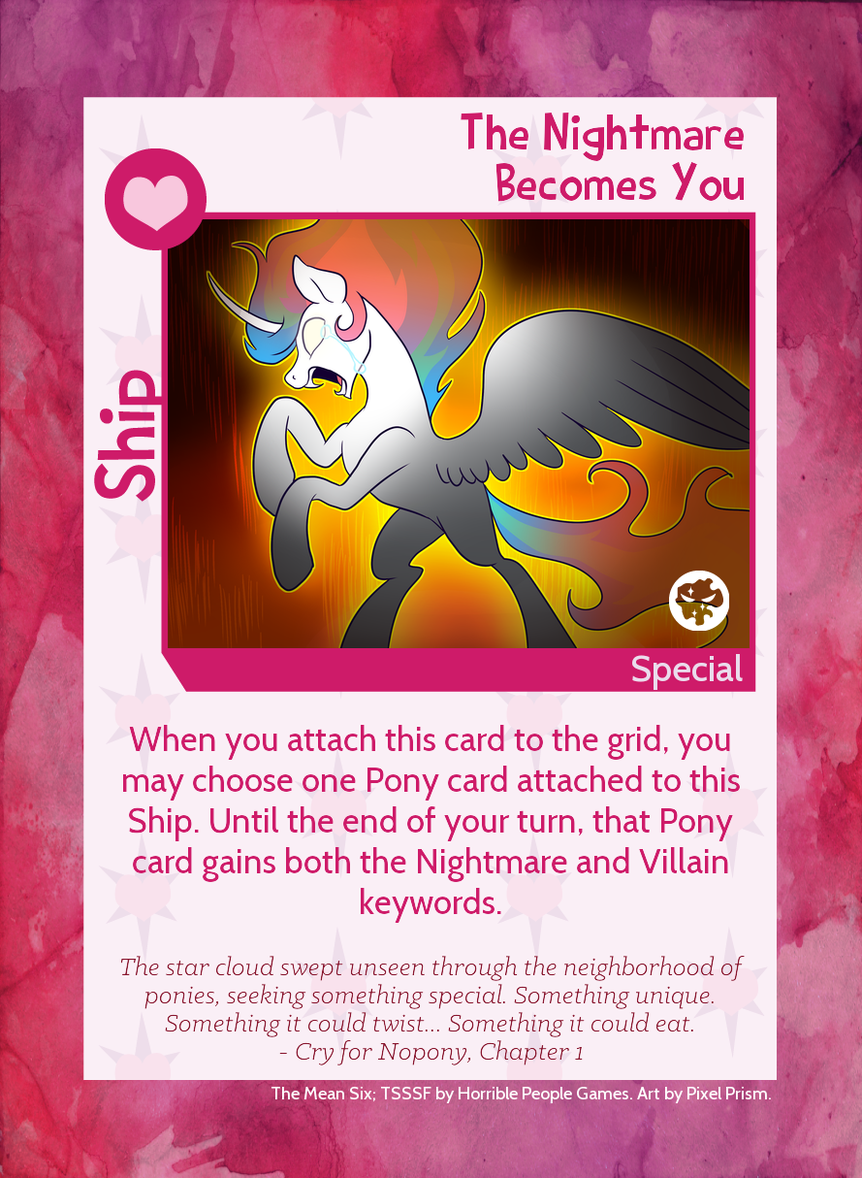 The Nightmare
Becomes You
Ship
Special
When you attach this card to the grid, you
may choose one Pony card attached to this
Ship. Until the end of your turn, that Pony
card gains both the Nightmare and Villain
keywords.
The star cloud swept unseen through the neighborhood of
ponies, seeking something special. Something unique.
Something it could twist... Something it could eat.
- Cry for Nopony, Chapter 1
The Mean Six; TSSSF by Horrible People Games. Art by Pixel Prism.